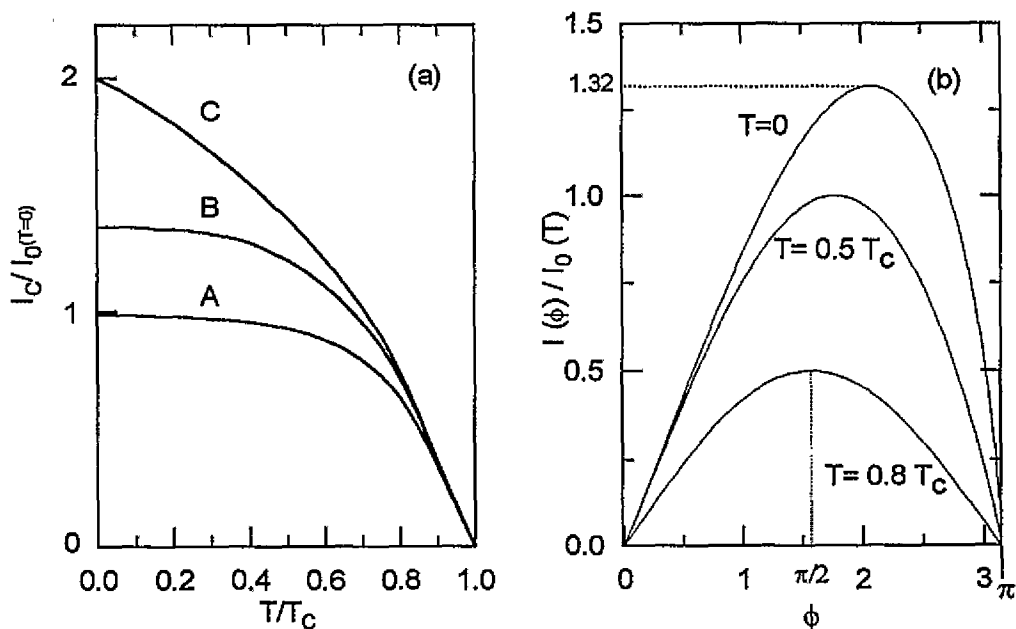 (a)
2
1
0
C
B
A
I_C/ I_0(T=0)
0.0 0.2 0.4 0.6 0.8 1.0
T/T_C
(b)
1.5
1.32
1.0
0.5
0.0
T=0
T= 0.5 T_C
T= 0.8 T_C
I (ϕ) / I_0 (T)
0 1 π/2 2 3 π
ϕ